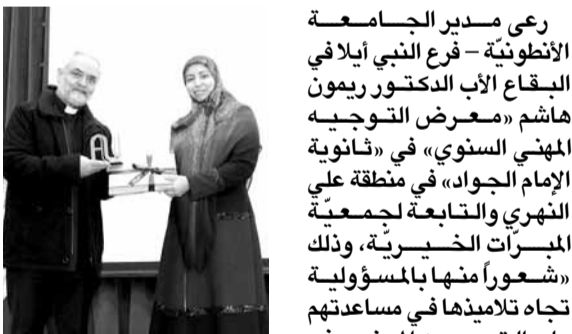 رعى مدير الجامعة
الأنطونيّة – فرع النبي أيلا في
البقاع الأب الدكتور ريمون
هاشم «معرض التوجيه
المهني السنوي» في «ثانوية
الإمام الجواد» في منطقة علي
النهري والتابعة لجمعيّة
المبرّات الخيريّة، وذلك
«شعوراً منها بالمسؤولية
تجاه تلاميذها في مساعدتهم